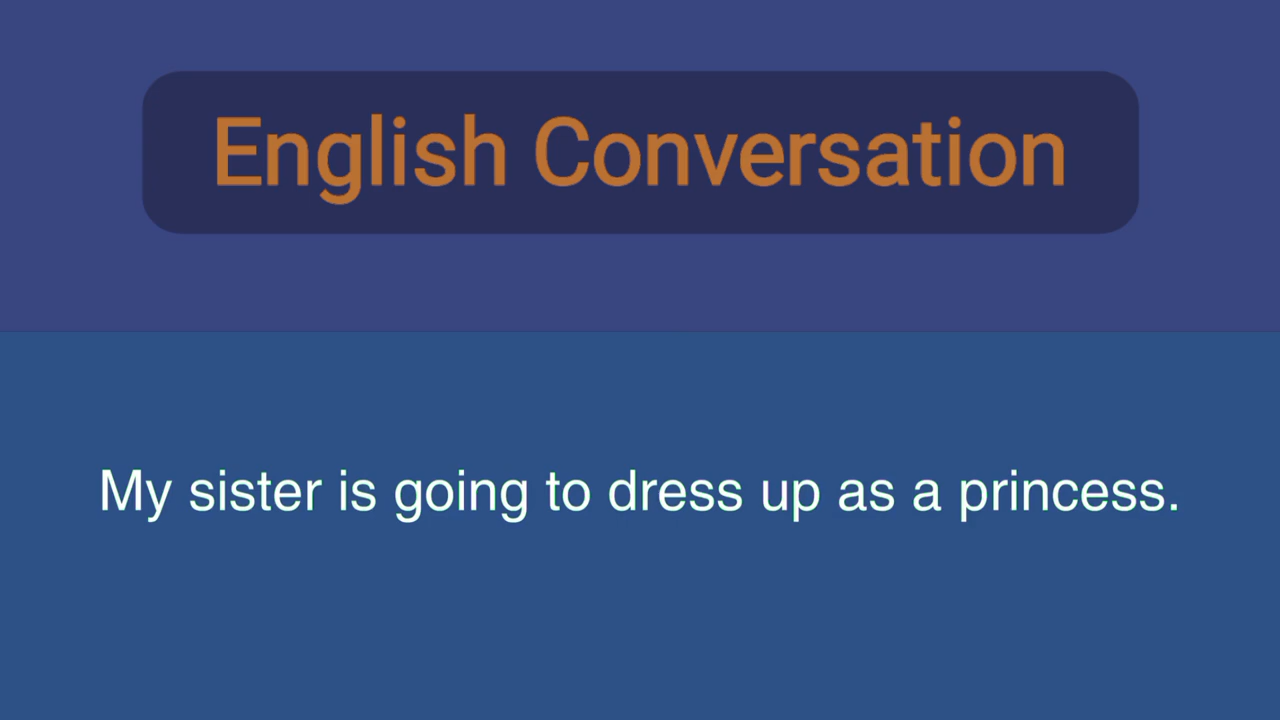 English Conversation
My sister is going to dress up as a princess.